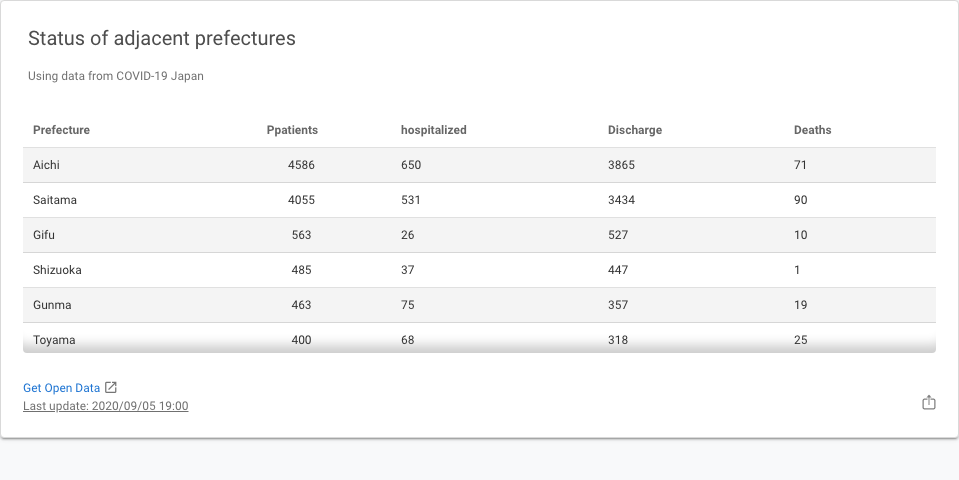 Status of adjacent prefectures
Using data from COVID-19 Japan
Prefecture Ppatients hospitalized Discharge Deaths
Aichi 4586 650 3865 71
Saitama 4055 531 3434 90
Gifu 563 26 527 10
Shizuoka 485 37 447 1
Gunma 463 75 357 19
Toyama 400 68 318 25
Get Open Data
Last update: 2020/09/05 19:00